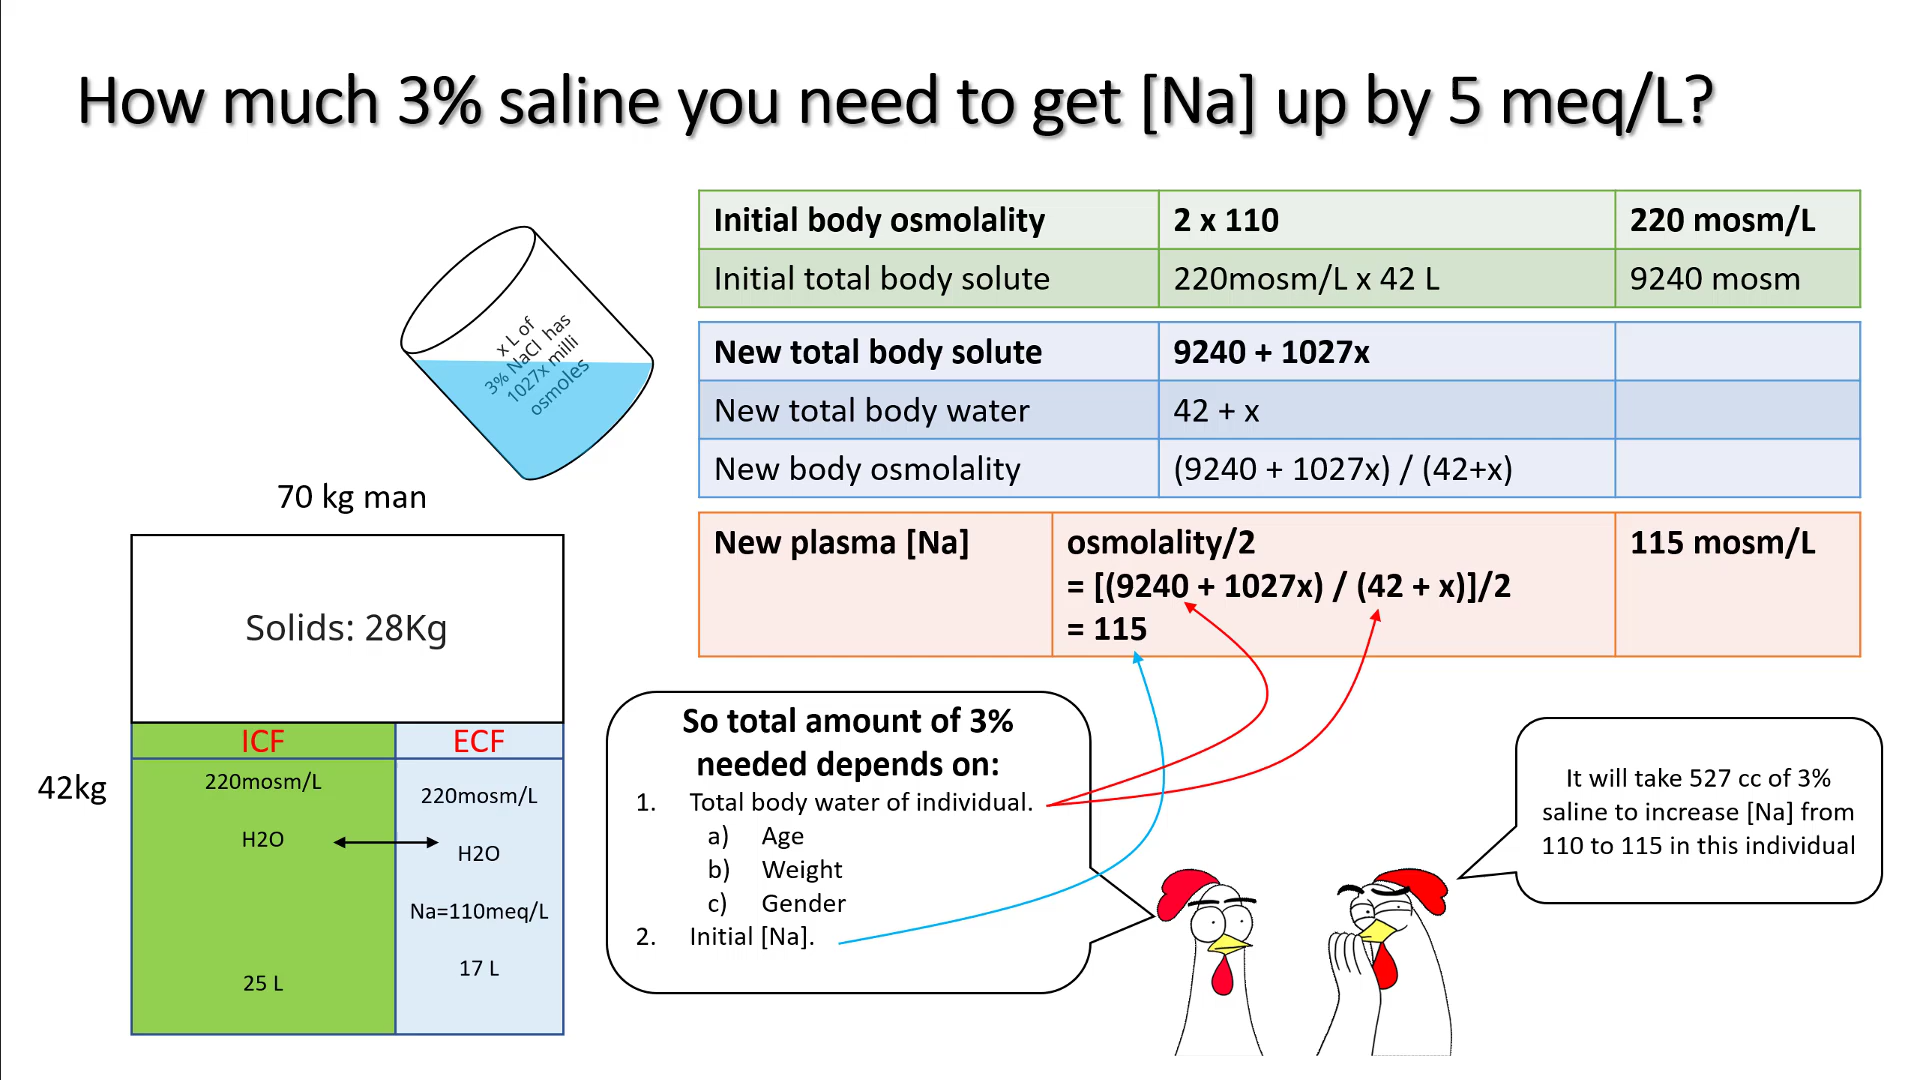 How much 3% saline you need to get [Na] up by 5 meq/L?
x L of
3% NaCl has
1027x milli
osmoles
Initial body osmolality 2 x 110 220 mosm/L
Initial total body solute 220mosm/L x 42 L 9240 mosm
New total body solute 9240 + 1027x
New total body water 42 + x
New body osmolality (9240 + 1027x) / (42+x)
New plasma [Na] osmolality/2 115 mosm/L
= [(9240 + 1027x) / (42 + x)]/2
= 115
70 kg man
Solids: 28Kg
42kg
ICF
220mosm/L
H2O
25 L
ECF
220mosm/L
H2O
Na=110meq/L
17 L
So total amount of 3%
needed depends on:
1. Total body water of individual.
a) Age
b) Weight
c) Gender
2. Initial [Na].
It will take 527 cc of 3%
saline to increase [Na] from
110 to 115 in this individual